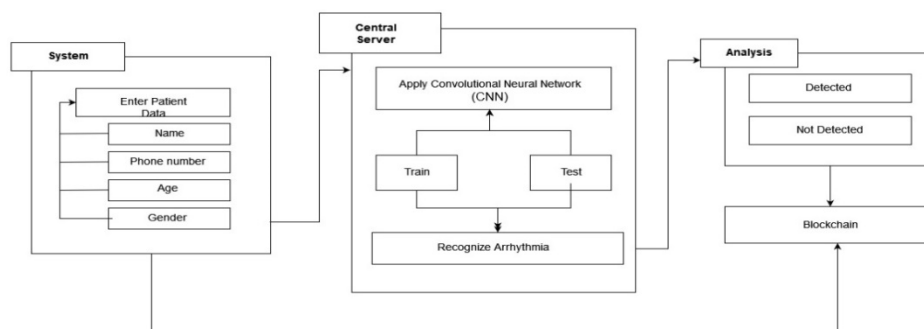 System
Enter Patient
Data
Name
Phone number
Age
Gender
Central
Server
Apply Convolutional Neural Network
(CNN)
Train
Test
Recognize Arrhythmia
Analysis
Detected
Not Detected
Blockchain